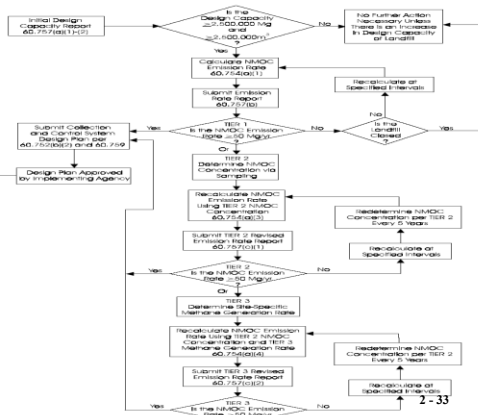 Initial Design
Capacity Report
60.757(a)(1)-(2)
Is the
Design Capacity
≥2,500,000 Mg
and
≥2,500,000m³
?
No
No Further Action
Necessary Unless
There is an Increase
in Design Capacity
of Landfill
Yes
Calculate NMOC
Emission Rate
60.754(a)(1)
Submit Emission
Rate Report
60.757(b)
Recalculate at
Specified Intervals
No
Submit Collection
and Control System
Design Plan per
60.752(b)(2) and 60.759
Yes
TIER 1
Is the NMOC Emission
Rate ≥50 Mg/yr
?
No
Is the
Landfill
Closed
?
Yes
Or
Design Plan Approved
by Implementing Agency
TIER 2
Determine NMOC
Concentration via
Sampling
Recalculate NMOC
Emission Rate
Using TIER 2 NMOC
Concentration
60.754(a)(3)
Redetermine NMOC
Concentration per TIER 2
Every 5 Years
Submit TIER 2 Revised
Emission Rate Report
60.757(c)(1)
Recalculate at
Specified Intervals
Yes
TIER 2
Is the NMOC Emission
Rate ≥50 Mg/yr
?
No
Or
TIER 3
Determine Site-Specific
Methane Generation Rate
Recalculate NMOC Emission
Rate Using TIER 2 NMOC
Concentration and TIER 3
Methane Generation Rate
60.754(a)(4)
Redetermine NMOC
Concentration per TIER 2
Every 5 Years
Submit TIER 3 Revised
Emission Rate Report
60.757(c)(2)
Recalculate at
Specified Intervals
2 - 33
Yes
TIER 3
Is the NMOC Emission
No